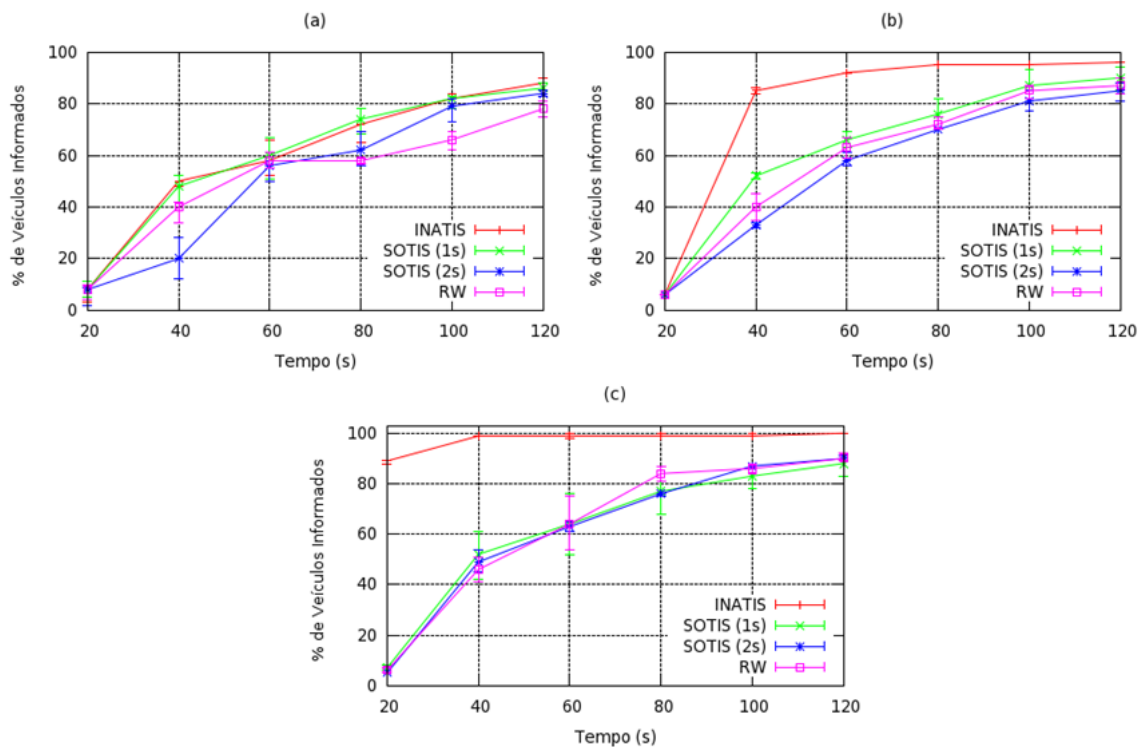 (a)
% de Veículos Informados
100
80
60
40
20
0
20 40 60 80 100 120
Tempo (s)
INATIS
SOTIS (1s)
SOTIS (2s)
RW
(b)
% de Veículos Informados
100
80
60
40
20
0
20 40 60 80 100 120
Tempo (s)
INATIS
SOTIS (1s)
SOTIS (2s)
RW
(c)
% de Veículos Informados
100
80
60
40
20
0
20 40 60 80 100 120
Tempo (s)
INATIS
SOTIS (1s)
SOTIS (2s)
RW